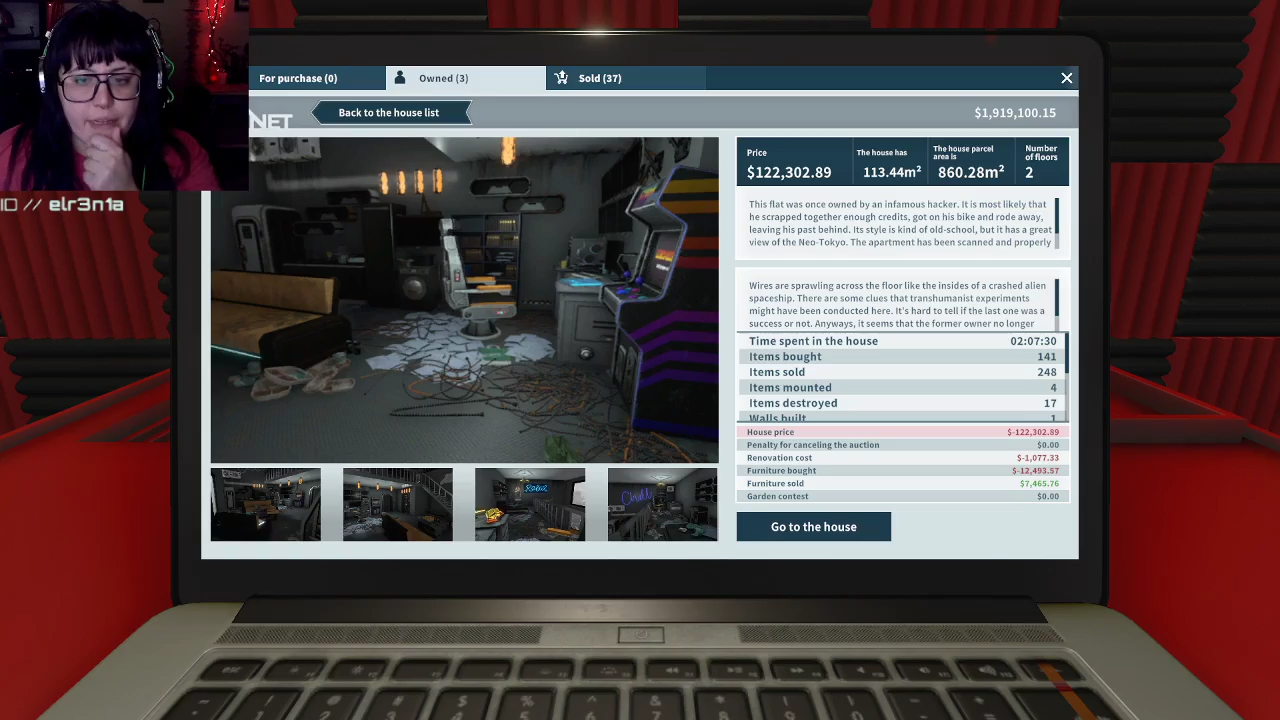 For purchase (0)
Owned (3)
Sold (37)
NET
Back to the house list
$1,919,100.15
Price
$122,302.89
The house has
113.44m²
The house parcel
area is
860.28m²
Number
of floors
2
This flat was once owned by an infamous hacker. It is most likely that
he scrapped together enough credits, got on his bike and rode away,
leaving his past behind. Its style is kind of old-school, but it has a great
view of the Neo-Tokyo. The apartment has been scanned and properly
Wires are sprawling across the floor like the insides of a crashed alien
spaceship. There are some clues that transhumanist experiments
might have been conducted here. It's hard to tell if the last one was a
success or not. Anyways, it seems that the former owner no longer
Time spent in the house 02:07:30
Items bought 141
Items sold 248
Items mounted 4
Items destroyed 17
Walls built 1
House price $-122,302.89
Penalty for canceling the auction $0.00
Renovation cost $-1,077.33
Furniture bought $-12,493.57
Furniture sold $7,465.76
Garden contest $0.00
Go to the house
// elr3n1a
esc